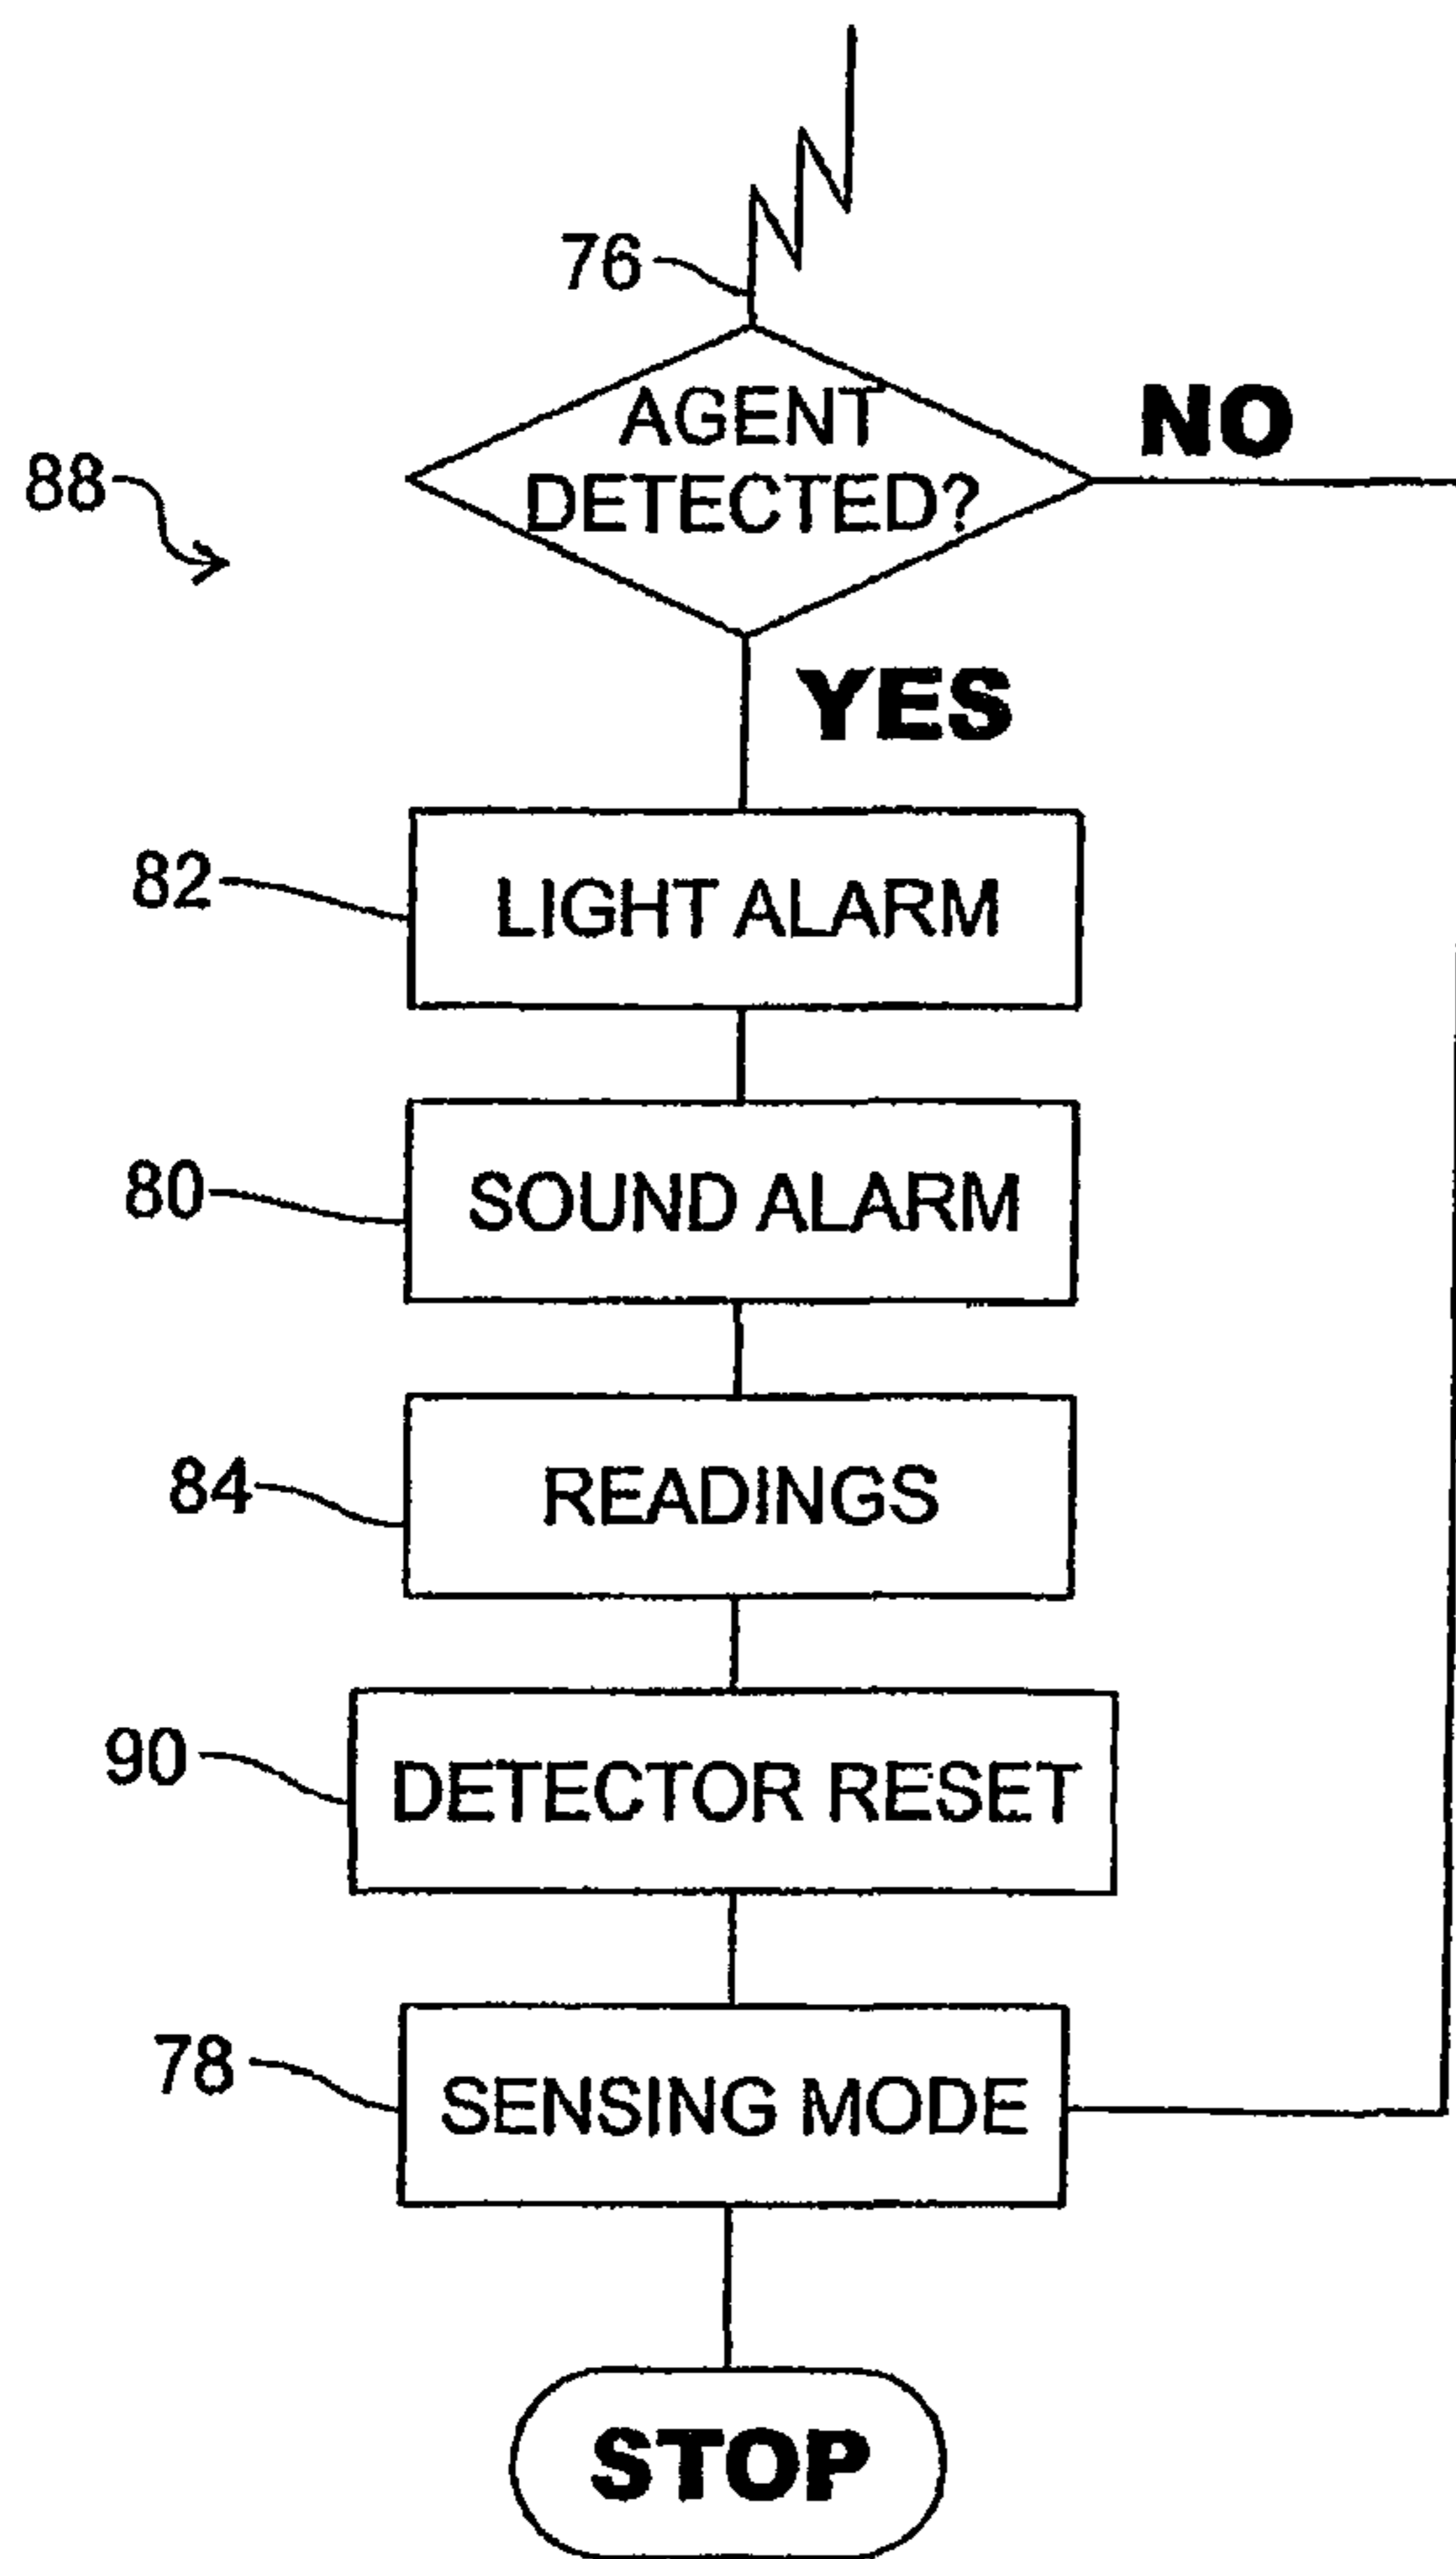 76
AGENT
DETECTED?
NO
88
YES
82
LIGHT ALARM
80
SOUND ALARM
84
READINGS
90
DETECTOR RESET
78
SENSING MODE
STOP